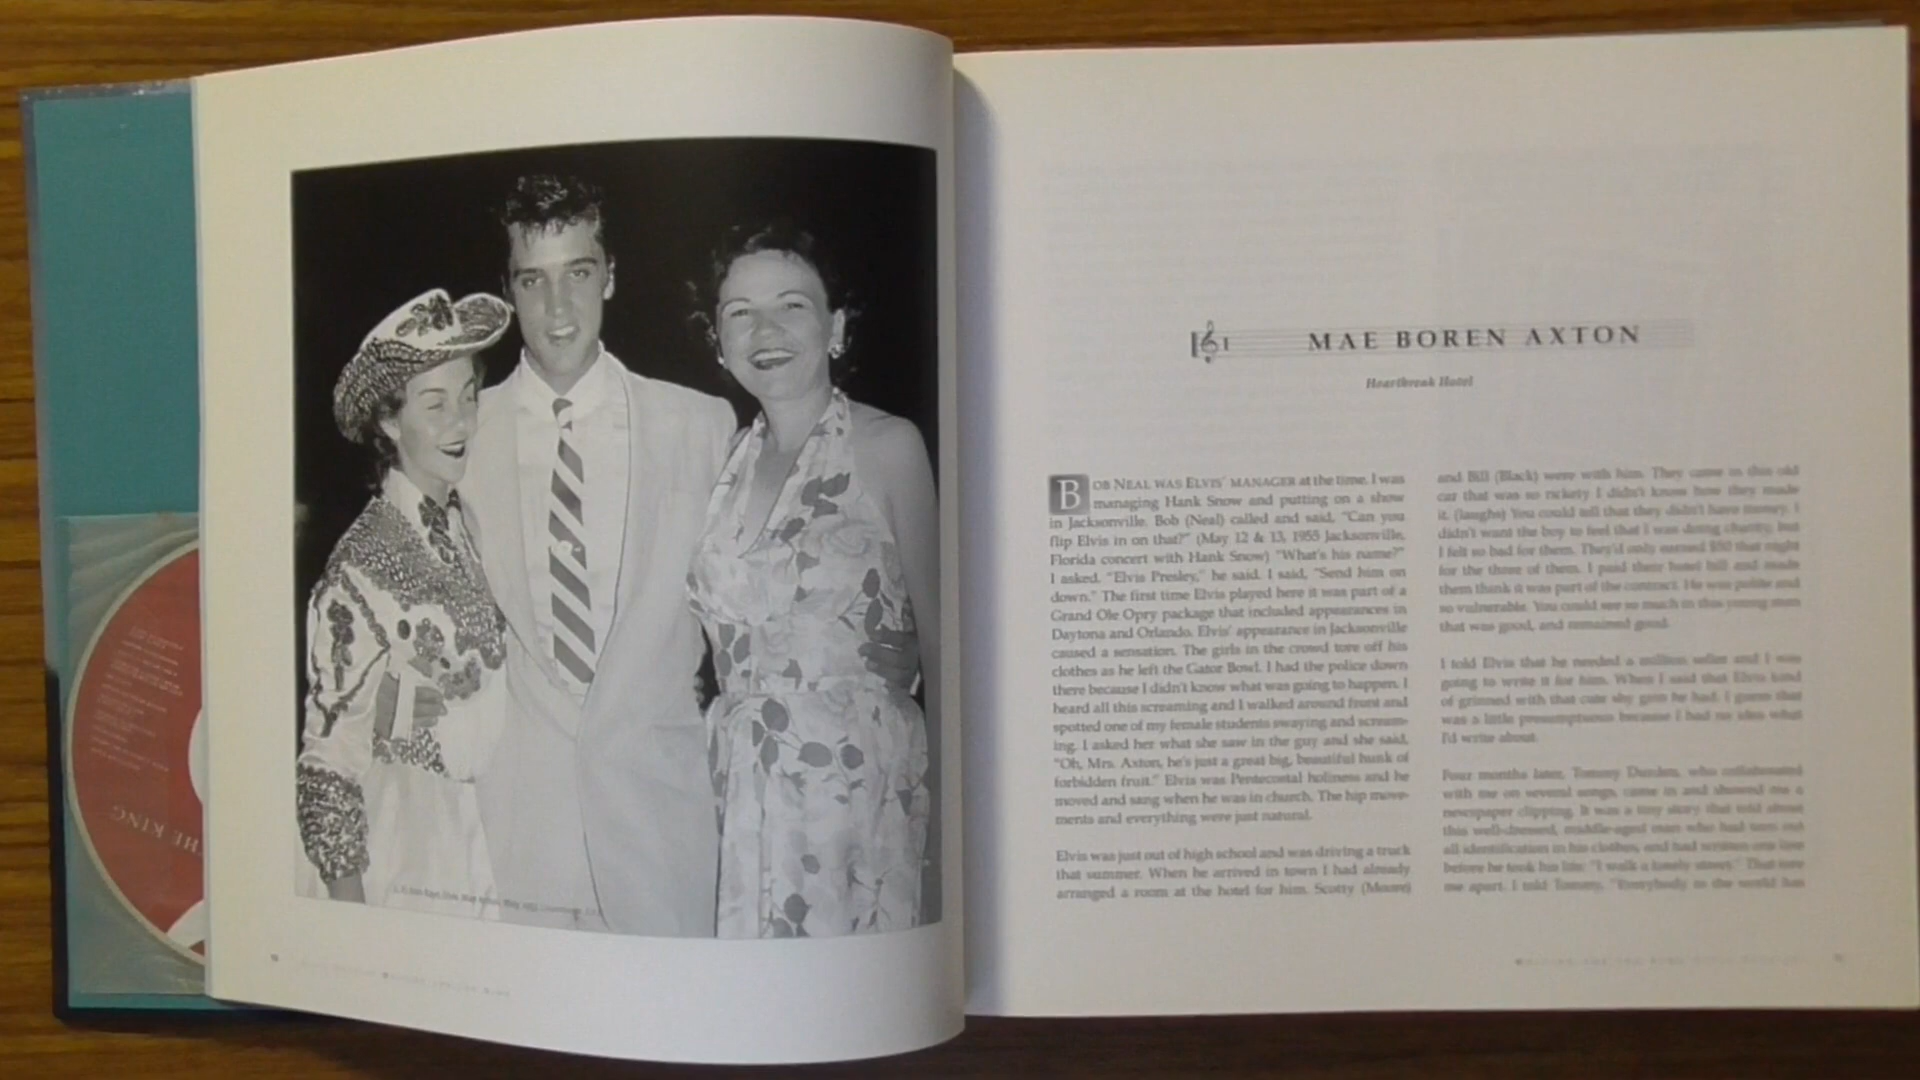 THE KING
MAE BOREN AXTON
Heartbreak Hotel
BOB NEAL WAS ELVIS' MANAGER at the time. I was
managing Hank Snow and putting on a show
in Jacksonville. Bob (Neal) called and said, "Can you
flip Elvis in on that?" (May 12 & 13, 1955 Jacksonville,
Florida concert with Hank Snow) "What's his name?"
I asked. "Elvis Presley," he said. I said, "Send him on
down." The first time Elvis played here it was part of a
Grand Ole Opry package that included appearances in
Daytona and Orlando. Elvis' appearance in Jacksonville
caused a sensation. The girls in the crowd tore off his
clothes as he left the Gator Bowl. I had the police down
there because I didn't know what was going to happen. I
heard all this screaming and I walked around front and
spotted one of my female students swaying and scream-
ing. I asked her what she saw in the guy and she said,
"Oh, Mrs. Axton, he's just a great big, beautiful hunk of
forbidden fruit." Elvis was Pentecostal holiness and he
moved and sang when he was in church. The hip move-
ments and everything were just natural.
Elvis was just out of high school and was driving a truck
that summer. When he arrived in town I had already
arranged a room at the hotel for him. Scotty (Moore)
and Bill (Black) were with him. They came in this old
car that was so rickety I didn't know how they made
it. (laughs) You could tell that they didn't have money. I
didn't want the boy to feel that I was doing charity, but
I felt so bad for them. They'd only earned $50 that night
for the three of them. I paid their hotel bill and made
them think it was part of the contract. He was polite and
so vulnerable. You could see so much in this young man
that was good, and remained good.
I told Elvis that he needed a million seller and I was
going to write it for him. When I said that Elvis kind
of grinned with that cute shy grin he had. I guess that
was a little presumptuous because I had no idea what
I'd write about.
Four months later, Tommy Durden, who collaborated
with me on several songs, came in and showed me a
newspaper clipping. It was a tiny story that told about
this well-dressed, middle-aged man who had torn out
all identification in his clothes, and had written one line
before he took his life: "I walk a lonely street." That tore
me apart. I told Tommy, "Everybody in the world has